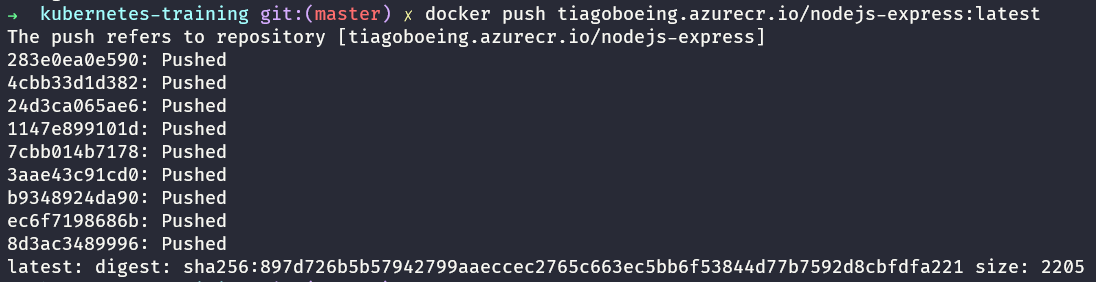 → kubernetes-training git:(master) ✗ docker push tiagoboeing.azurecr.io/nodejs-express:latest
The push refers to repository [tiagoboeing.azurecr.io/nodejs-express]
283e0ea0e590: Pushed
4cbb33d1d382: Pushed
24d3ca065ae6: Pushed
1147e899101d: Pushed
7cbb014b7178: Pushed
3aae43c91cd0: Pushed
b9348924da90: Pushed
ec6f7198686b: Pushed
8d3ac3489996: Pushed
latest: digest: sha256:897d726b5b57942799aaeccec2765c663ec5bb6f53844d77b7592d8cbfdfa221 size: 2205